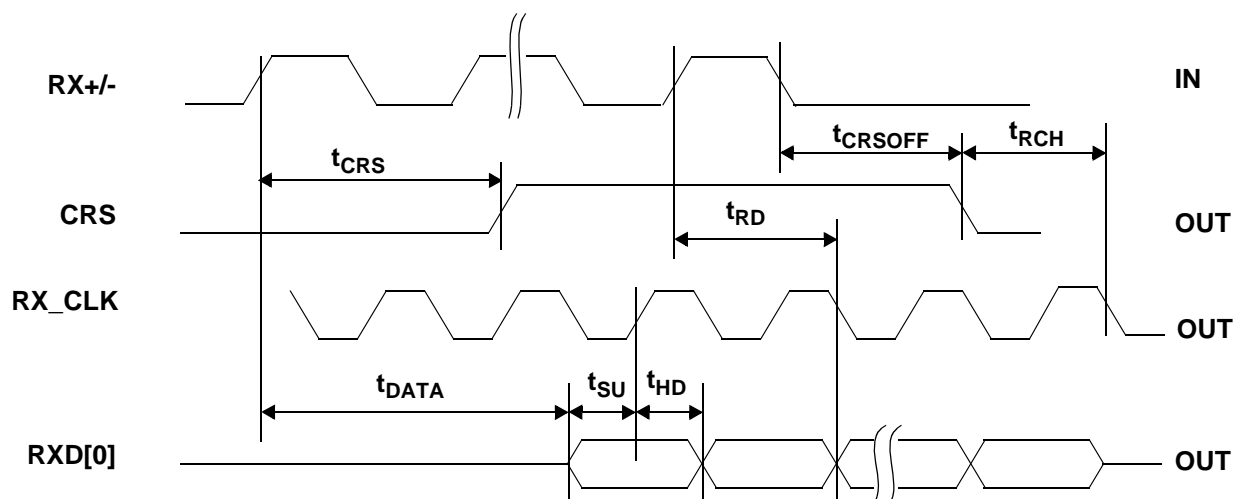 RX+/-
IN
tCRSOFF
tRCH
tCRS
CRS
OUT
tRD
RX_CLK
OUT
tDATA
tSU
tHD
RXD[0]
OUT